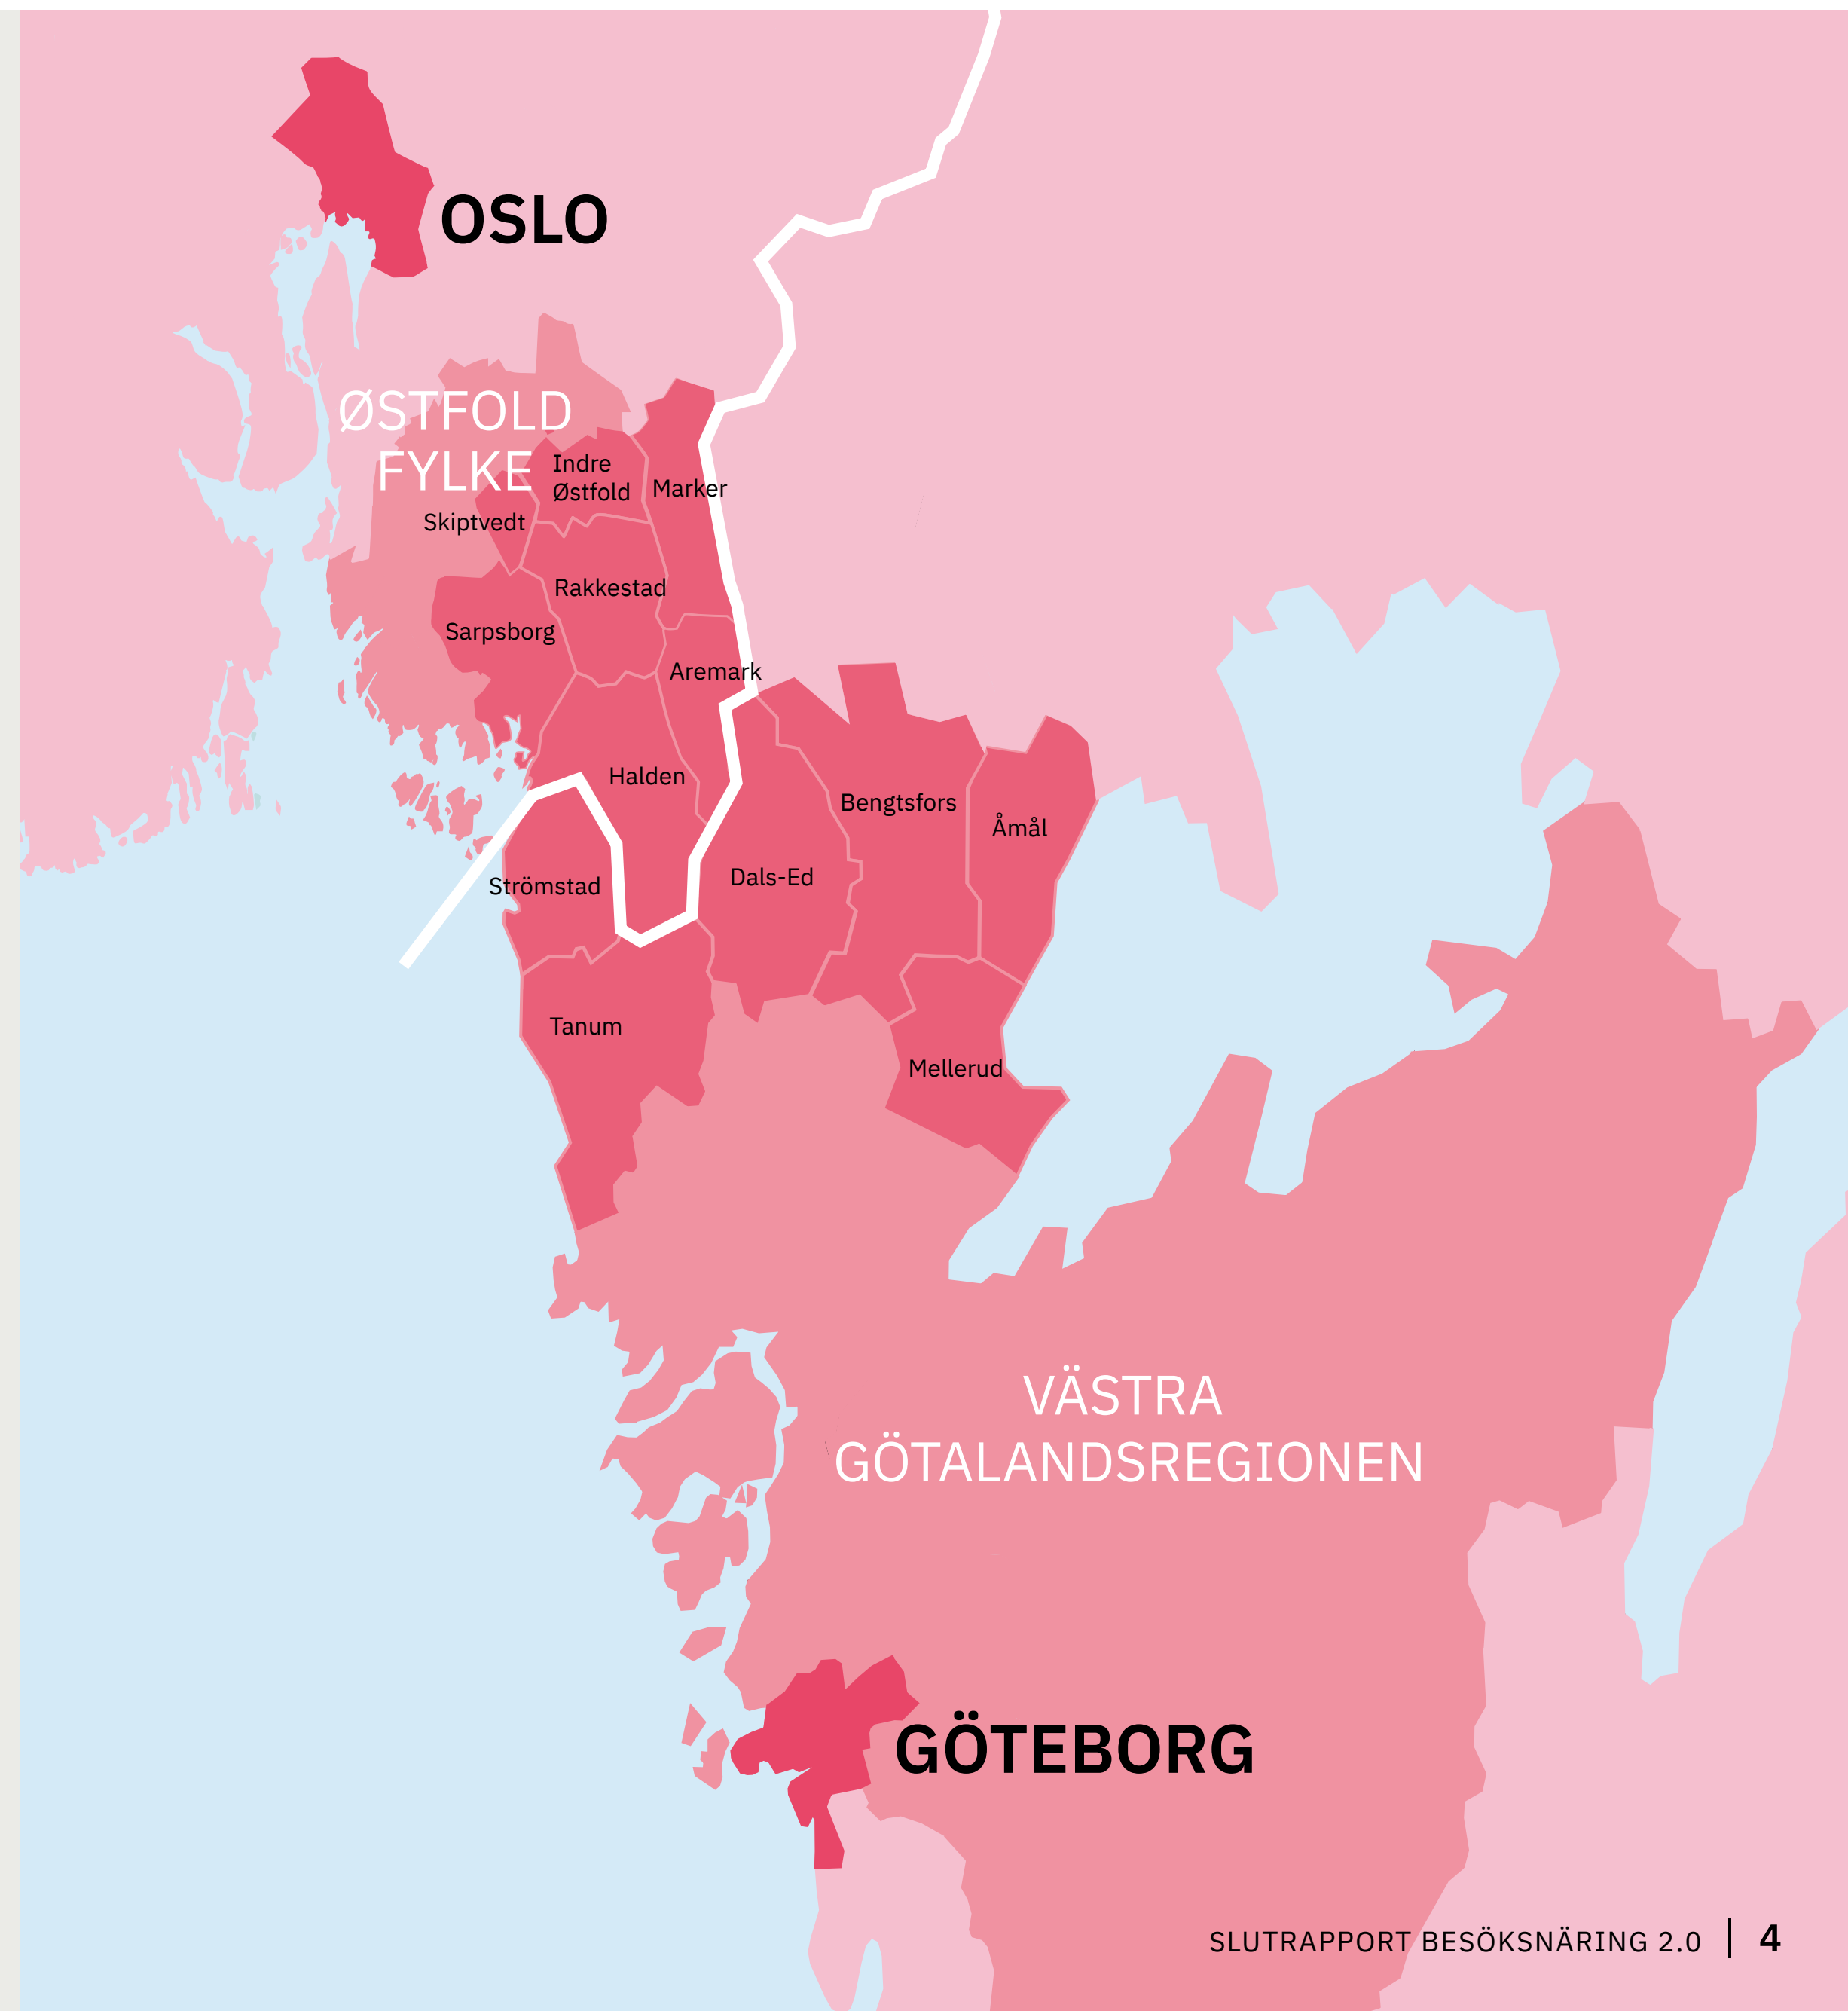 OSLO
ØSTFOLD
FYLKE
Indre
Østfold
Marker
Skiptvedt
Rakkestad
Sarpsborg
Aremark
Halden
Bengtsfors
Åmål
Dals-Ed
Strömstad
Tanum
Mellerud
VÄSTRA
GÖTALANDSREGIONEN
GÖTEBORG
SLUTRAPPORT BESÖKSNÄRING 2.0 | 4